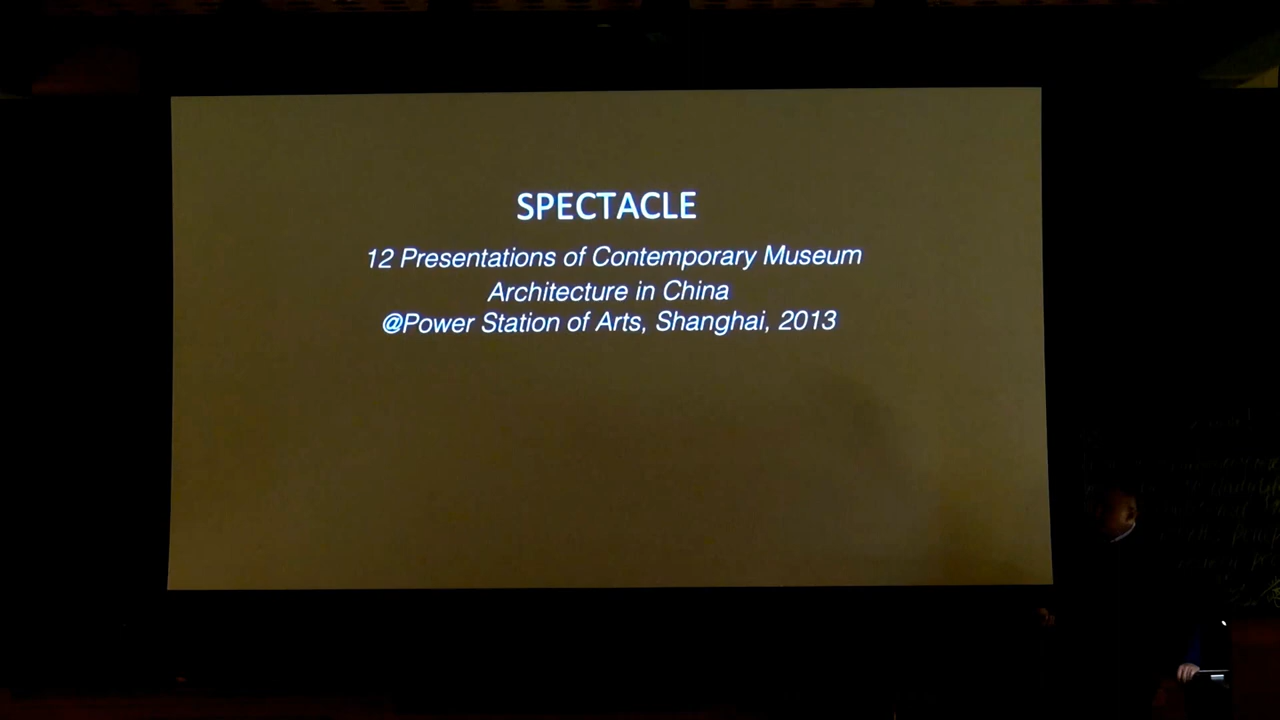 SPECTACLE
12 Presentations of Contemporary Museum
Architecture in China
@Power Station of Arts, Shanghai, 2013